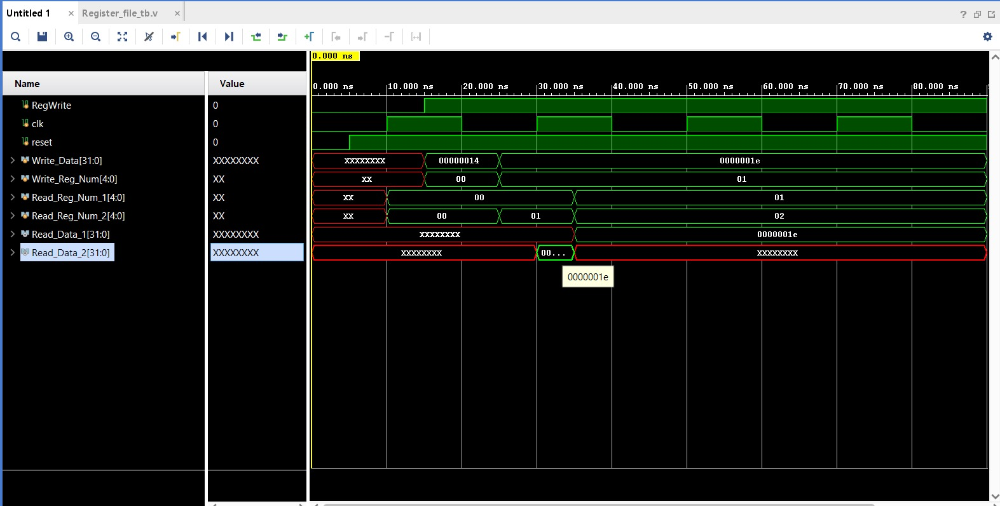 Untitled 1 × Register_file_tb.v ×
?
0.000 ns
Name Value
0.000 ns 10.000 ns 20.000 ns 30.000 ns 40.000 ns 50.000 ns 60.000 ns 70.000 ns 80.000 ns
RegWrite 0
clk 0
reset 0
Write_Data[31:0] XXXXXXXX XXXXXXXX 00000014 0000001e
Write_Reg_Num[4:0] XX XX 00 01
Read_Reg_Num_1[4:0] XX XX 00 01
Read_Reg_Num_2[4:0] XX XX 00 01 02
Read_Data_1[31:0] XXXXXXXX XXXXXXXX 0000001e
Read_Data_2[31:0] XXXXXXXX XXXXXXXX 00... XXXXXXXX
0000001e